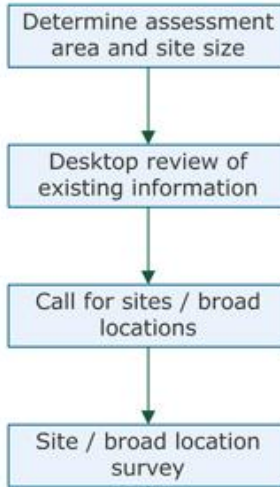 Determine assessment
area and site size
Desktop review of
existing information
Call for sites / broad
locations
Site / broad location
survey